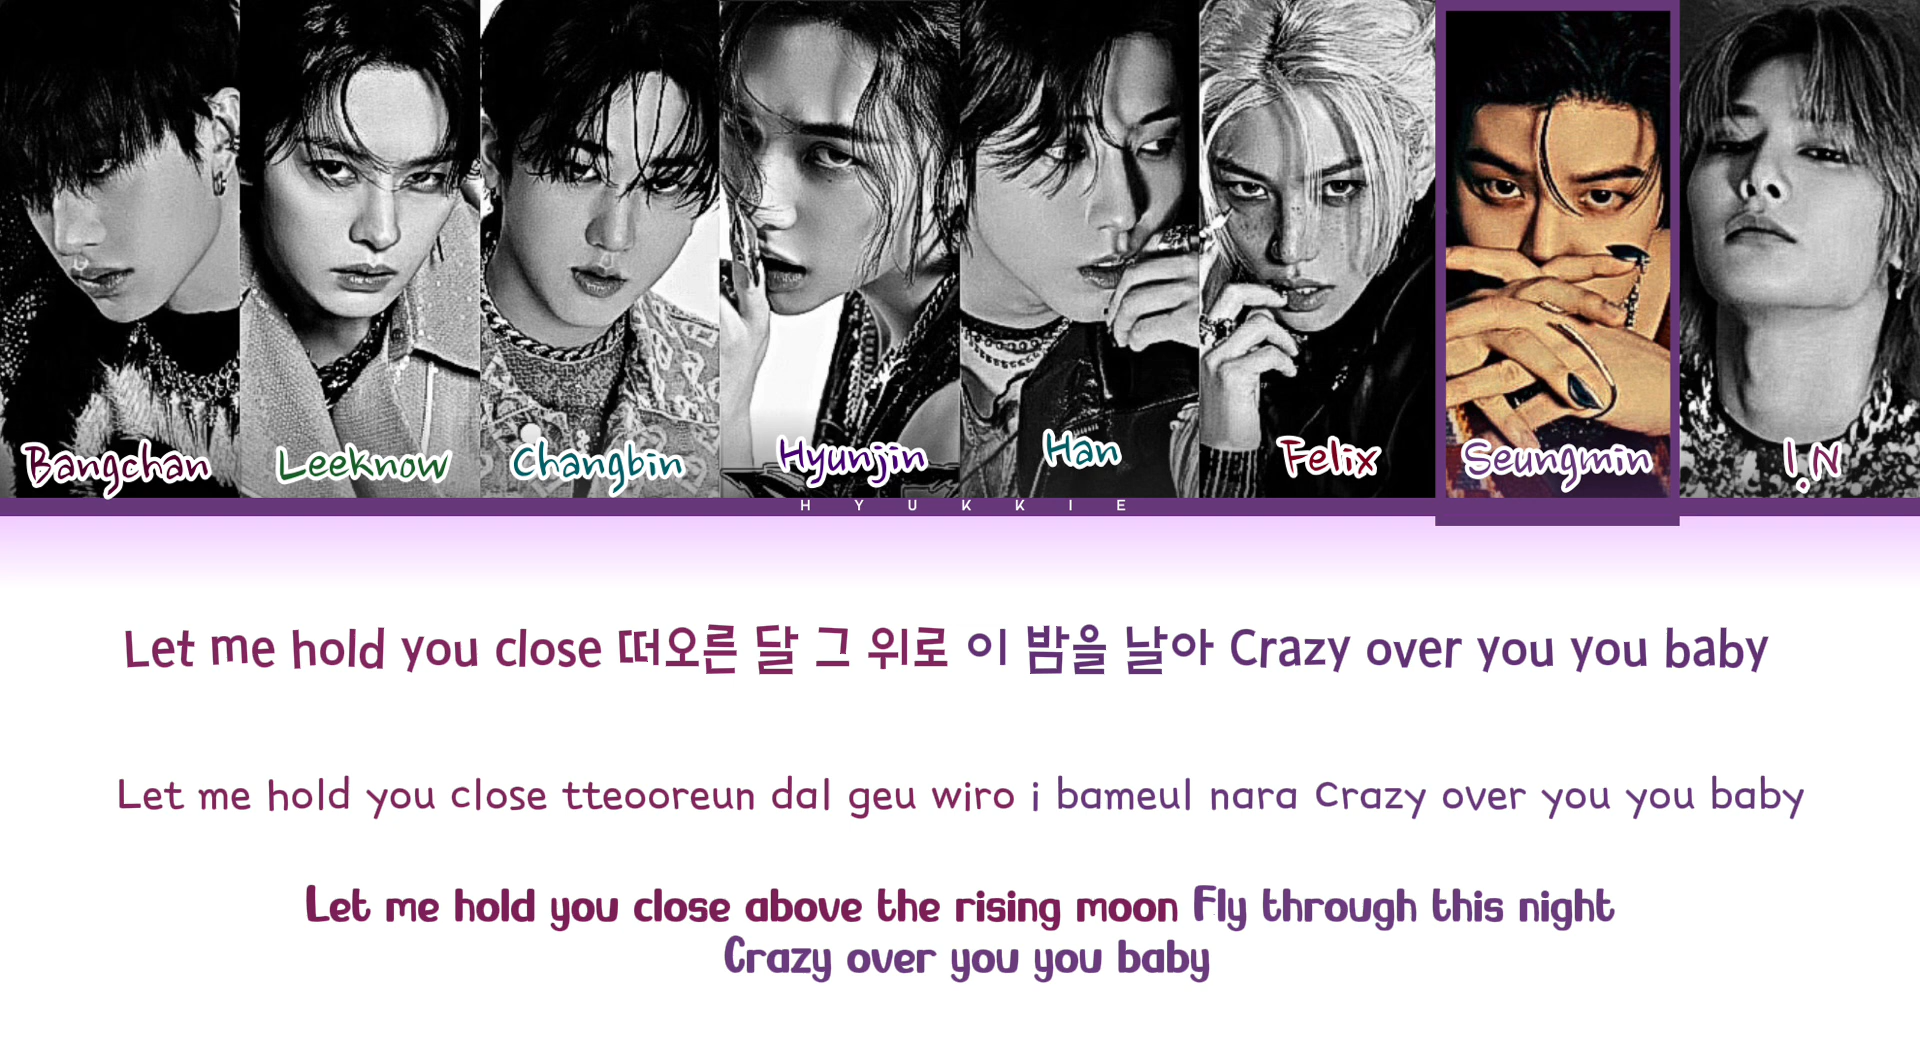 Bangchan Leeknow Changbin Hyunjin Han Felix Seungmin I.N
HYUKKIE
Let me hold you close 떠오른 달 그 위로 이 밤을 날아 Crazy over you you baby
Let me hold you close tteooreun dal geu wiro i bameul nara Crazy over you you baby
Let me hold you close above the rising moon Fly through this night
Crazy over you you baby